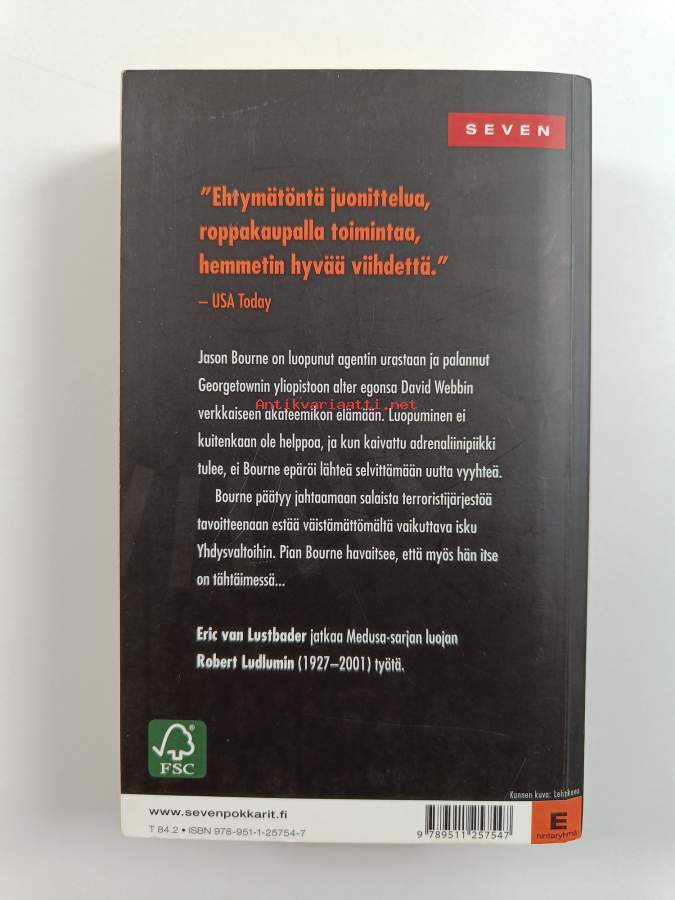 SEVEN
”Ehtymätöntä juonittelua,
roppakaupalla toimintaa,
hemmetin hyvää viihdettä.”
– USA Today
Jason Bourne on luopunut agentin urastaan ja palannut
Georgetownin yliopistoon alter egonsa David Webbin
Antikvariaatti.net
verkkaiseen akateemikon elämään. Luopuminen ei
kuitenkaan ole helppoa, ja kun kaivattu adrenaliinipiikki
tulee, ei Bourne epäröi lähteä selvittämään uutta vyyhteä.
Bourne päätyy jahtaamaan salaista terroristijärjestöä
tavoitteenaan estää väistämättömältä vaikuttava isku
Yhdysvaltoihin. Pian Bourne havaitsee, että myös hän itse
on tähtäimessä...
Eric van Lustbader jatkaa Medusa-sarjan luojan
Robert Ludlumin (1927–2001) työtä.
FSC
Kannen kuva: Lehtikuva
www.sevenpokkarit.fi
T 84.2 • ISBN 978-951-1-25754-7
9 789511 257547
E
hintaryhmä